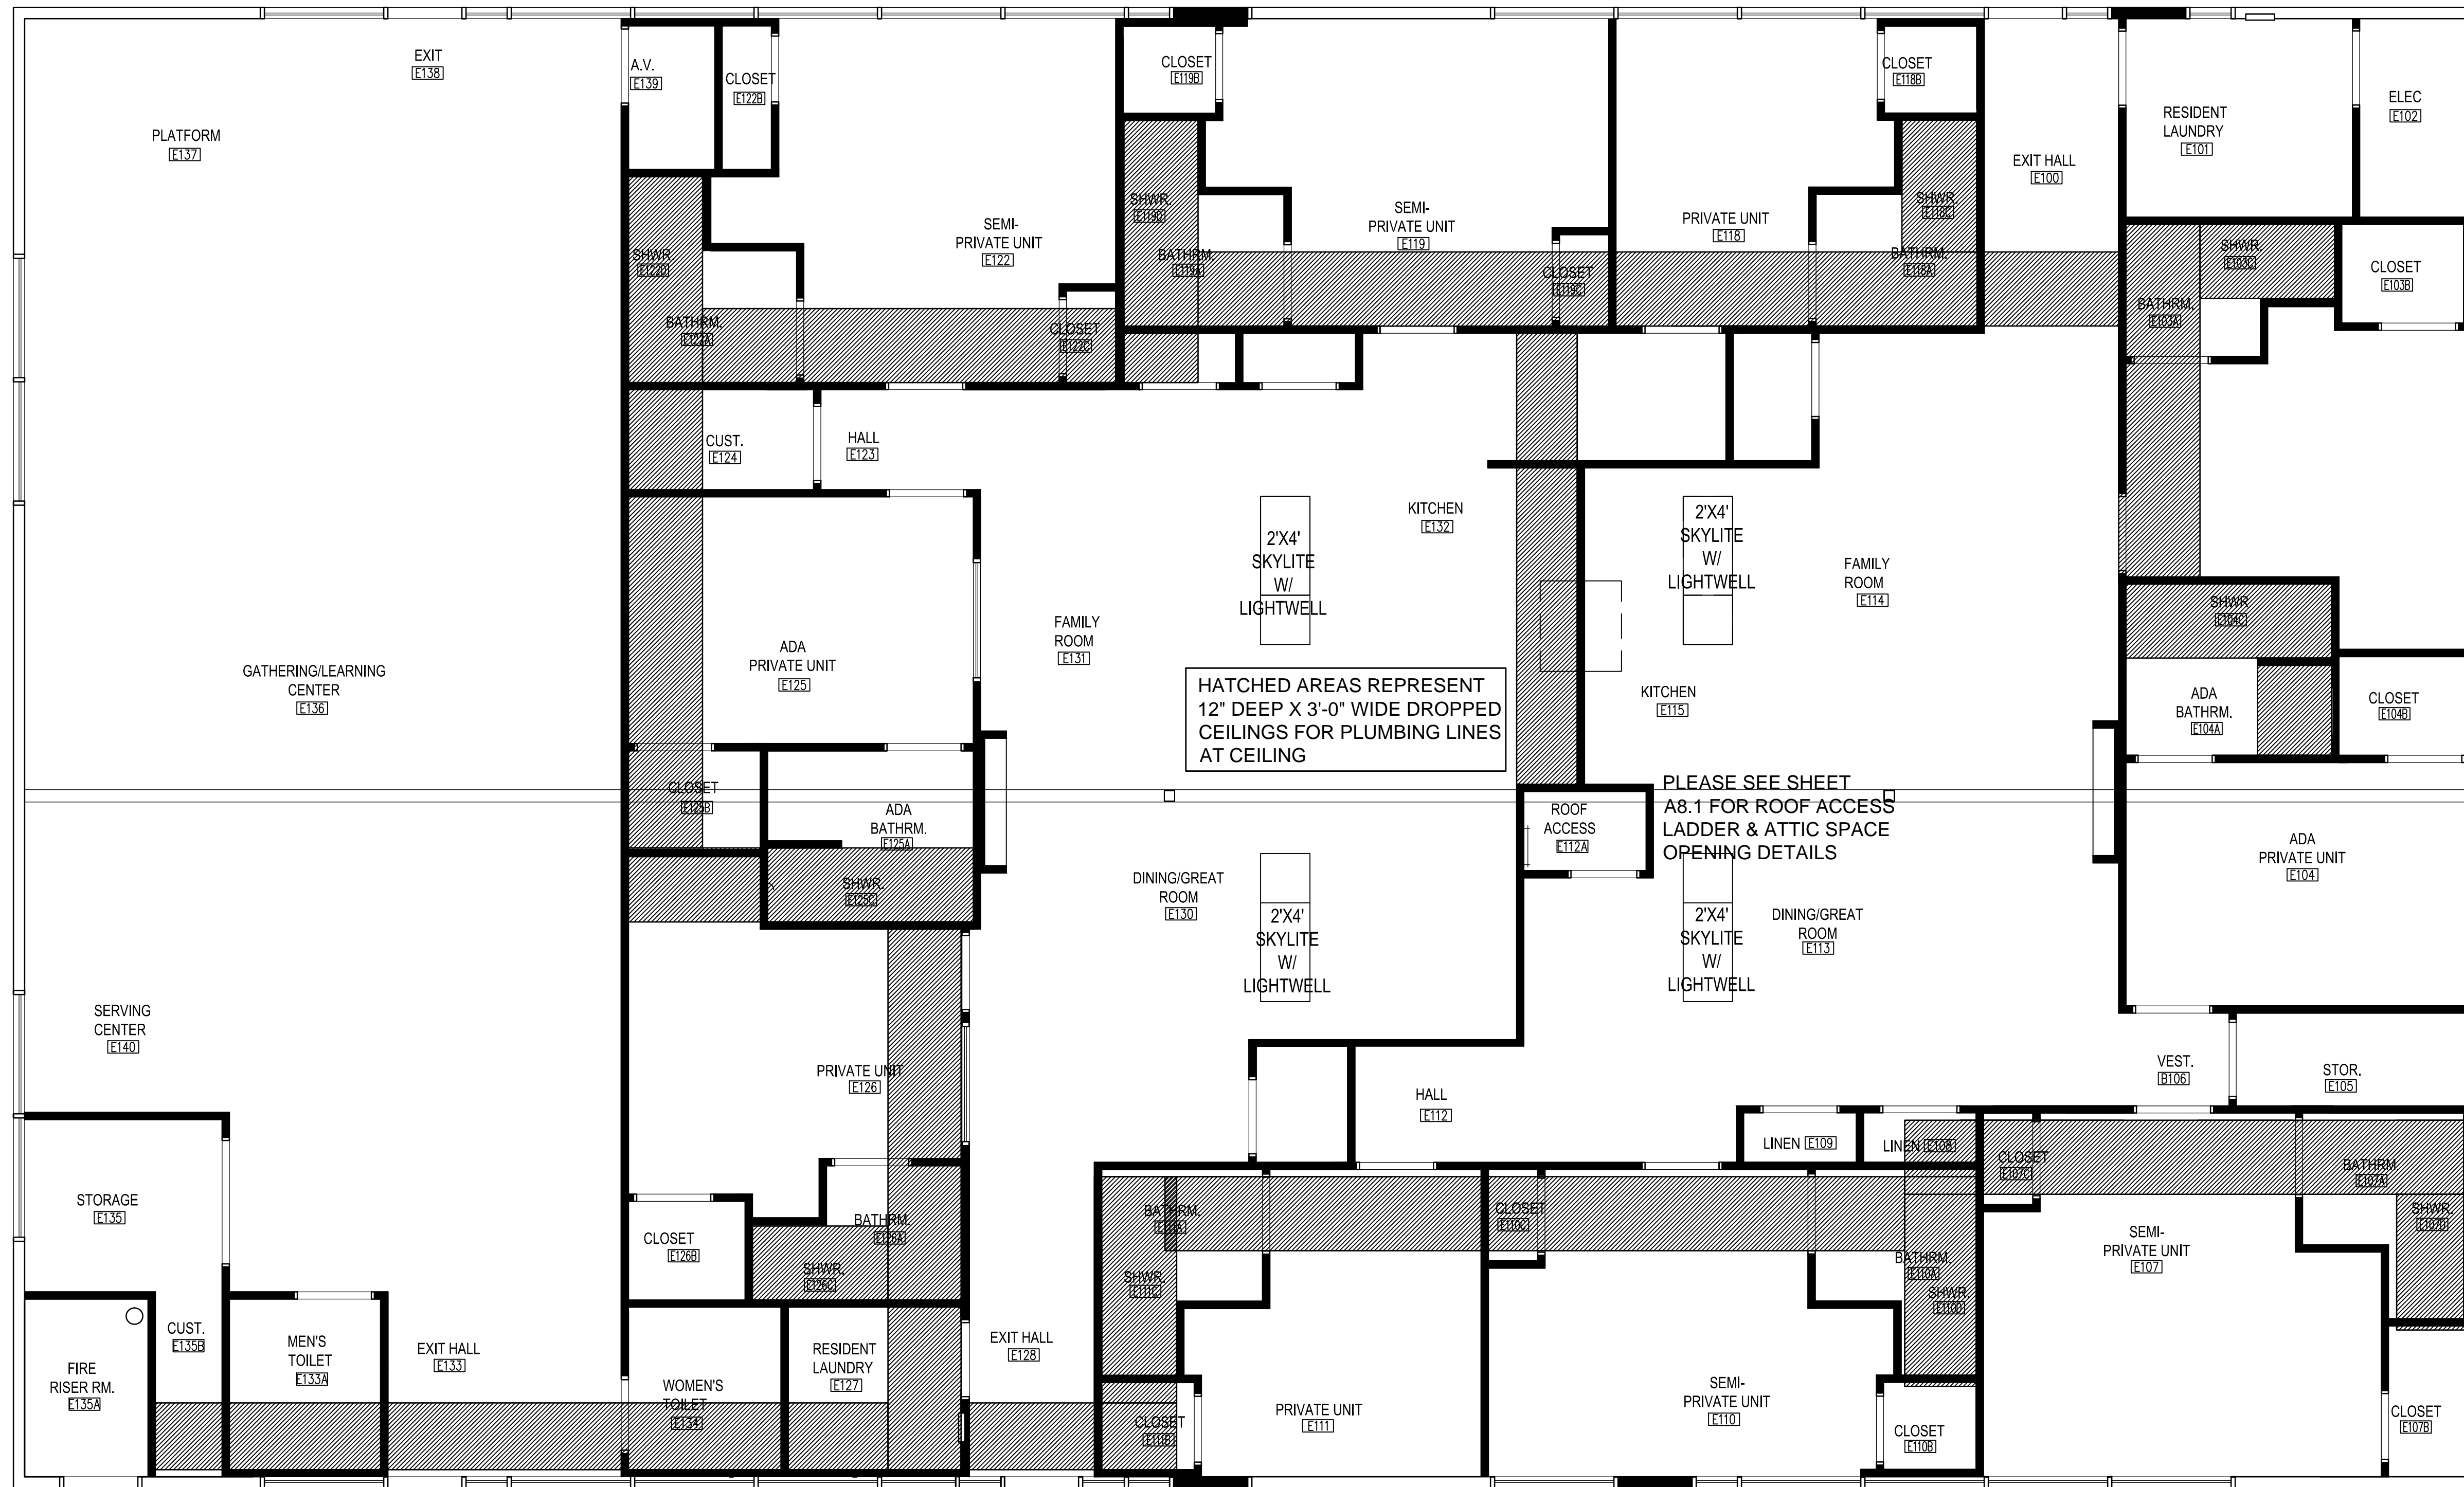 EXIT
E138
PLATFORM
E137
A.V.
E139
CLOSET
E122B
CLOSET
E119B
CLOSET
E118B
RESIDENT
LAUNDRY
E101
ELEC
E102
EXIT HALL
E100
SHWR.
E119D
SEMI-
PRIVATE UNIT
E119
PRIVATE UNIT
E118
SHWR.
E118C
SEMI-
PRIVATE UNIT
E122
SHWR
E122D
BATHRM.
E119A
CLOSET
E119C
BATHRM.
E118A
SHWR.
E103C
CLOSET
E103B
BATHRM.
E103A
BATHRM.
E122A
CLOSET
E122C
CUST.
E124
HALL
E123
KITCHEN
E132
2'X4'
SKYLITE
W/
LIGHTWELL
2'X4'
SKYLITE
W/
LIGHTWELL
FAMILY
ROOM
E114
SHWR
E104C
FAMILY
ROOM
E131
ADA
PRIVATE UNIT
E125
GATHERING/LEARNING
CENTER
E136
HATCHED AREAS REPRESENT
12" DEEP X 3'-0" WIDE DROPPED
CEILINGS FOR PLUMBING LINES
AT CEILING
KITCHEN
E115
ADA
BATHRM.
E104A
CLOSET
E104B
CLOSET
E125B
ADA
BATHRM.
E125A
ROOF
ACCESS
E112A
PLEASE SEE SHEET
A8.1 FOR ROOF ACCESS
LADDER & ATTIC SPACE
OPENING DETAILS
ADA
PRIVATE UNIT
E104
SHWR.
E125C
DINING/GREAT
ROOM
E130
2'X4'
SKYLITE
W/
LIGHTWELL
2'X4'
SKYLITE
W/
LIGHTWELL
DINING/GREAT
ROOM
E113
SERVING
CENTER
E140
PRIVATE UNIT
E126
HALL
E112
VEST.
B106
STOR.
E105
LINEN E109
LINEN E108
STORAGE
E135
CLOSET
E126B
BATHRM.
E126A
SHWR.
E126C
BATHRM.
E111A
SHWR.
E111C
CLOSET
E110C
BATHRM.
E110A
SHWR.
E110D
CLOSET
E107C
SEMI-
PRIVATE UNIT
E107
BATHRM.
E107A
SHWR.
E107D
FIRE
RISER RM.
E135A
CUST.
E135B
MEN'S
TOILET
E133A
EXIT HALL
E133
WOMEN'S
TOILET
E134
RESIDENT
LAUNDRY
E127
EXIT HALL
E128
CLOSET
E111B
PRIVATE UNIT
E111
SEMI-
PRIVATE UNIT
E110
CLOSET
E110B
CLOSET
E107B